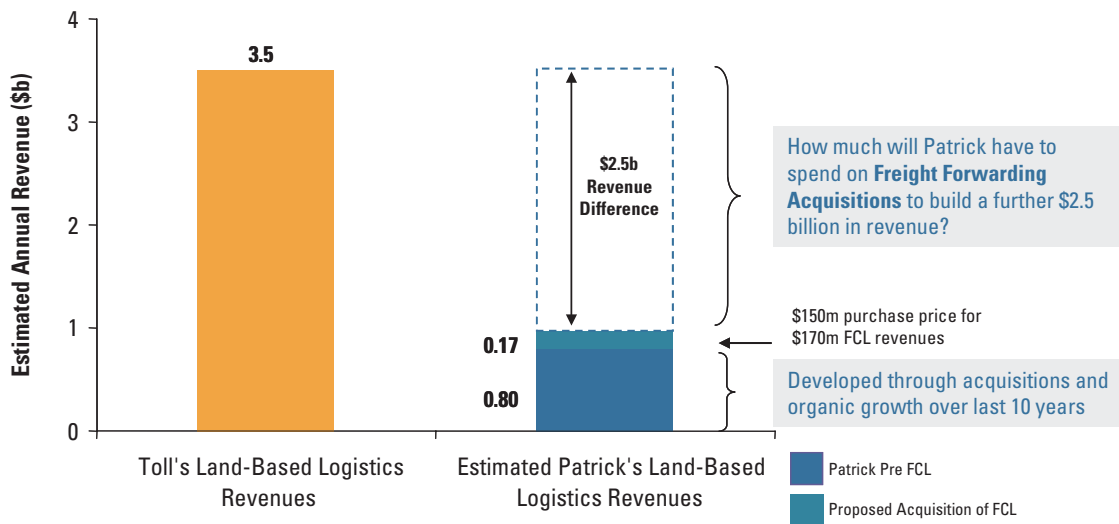 Estimated Annual Revenue ($b)
4
3
2
1
0
3.5
$2.5b
Revenue
Difference
0.17
0.80
How much will Patrick have to
spend on Freight Forwarding
Acquisitions to build a further $2.5
billion in revenue?
$150m purchase price for
$170m FCL revenues
Developed through acquisitions and
organic growth over last 10 years
Toll's Land-Based Logistics
Revenues
Estimated Patrick's Land-Based
Logistics Revenues
Patrick Pre FCL
Proposed Acquisition of FCL